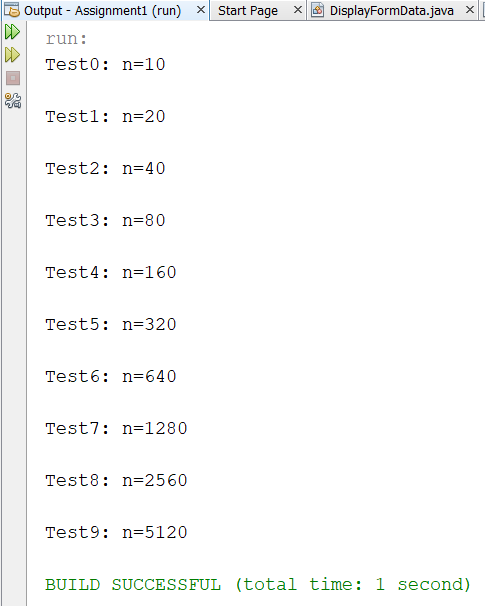 Output - Assignment1 (run) × Start Page × DisplayFormData.java ×
run:
Test0: n=10
Test1: n=20
Test2: n=40
Test3: n=80
Test4: n=160
Test5: n=320
Test6: n=640
Test7: n=1280
Test8: n=2560
Test9: n=5120
BUILD SUCCESSFUL (total time: 1 second)